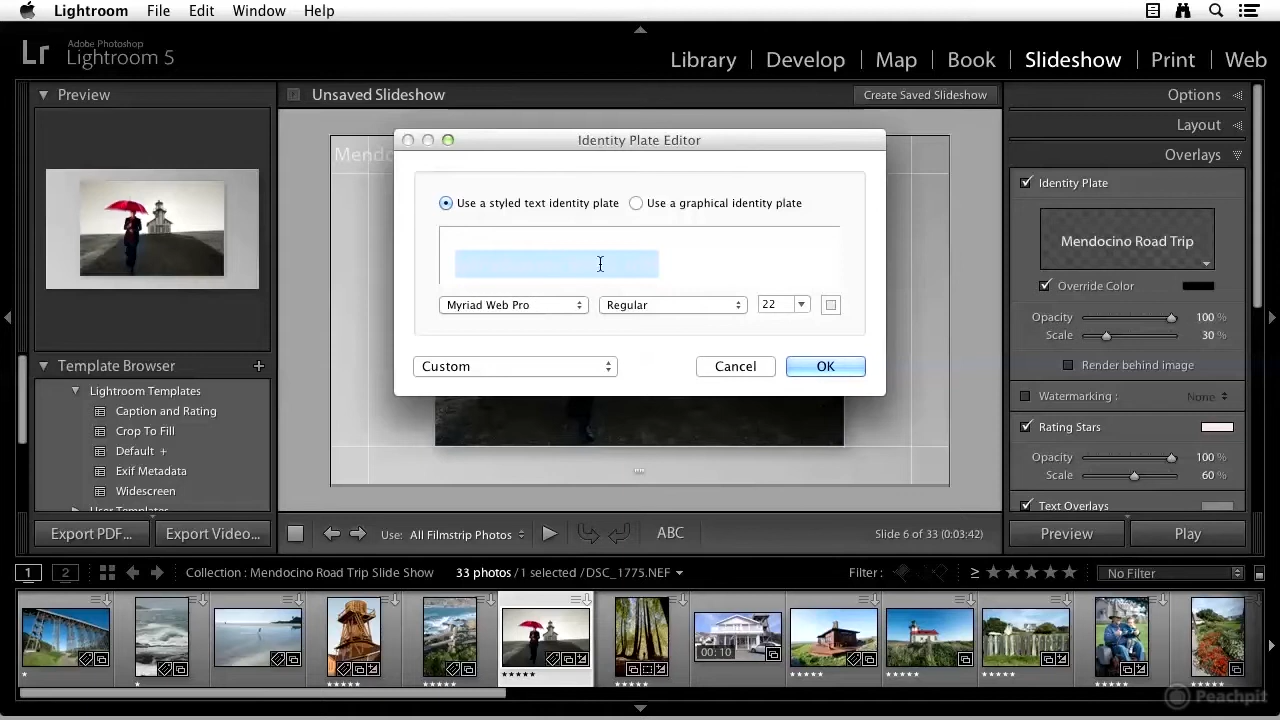 Lightroom File Edit Window Help
Lr Adobe Photoshop Lightroom 5
Library | Develop | Map | Book | Slideshow | Print | Web
Preview
Unsaved Slideshow
Create Saved Slideshow
Options
Layout
Overlays
Mendoc
Identity Plate Editor
Use a styled text identity plate
Use a graphical identity plate
Myriad Web Pro
Regular
22
Custom
Cancel
OK
Identity Plate
Mendocino Road Trip
Override Color
Opacity 100 %
Scale 30 %
Render behind image
Watermarking : None
Rating Stars
Opacity 100 %
Scale 60 %
Text Overlays
Template Browser +
Lightroom Templates
Caption and Rating
Crop To Fill
Default +
Exif Metadata
Widescreen
User Templates
Export PDF...
Export Video...
Use: All Filmstrip Photos
ABC
Slide 6 of 33 (0:03:42)
Preview
Play
1 2
Collection : Mendocino Road Trip Slide Show
33 photos / 1 selected / DSC_1775.NEF
Filter :
≥ ★★★★★
No Filter
00:10
Peachpit